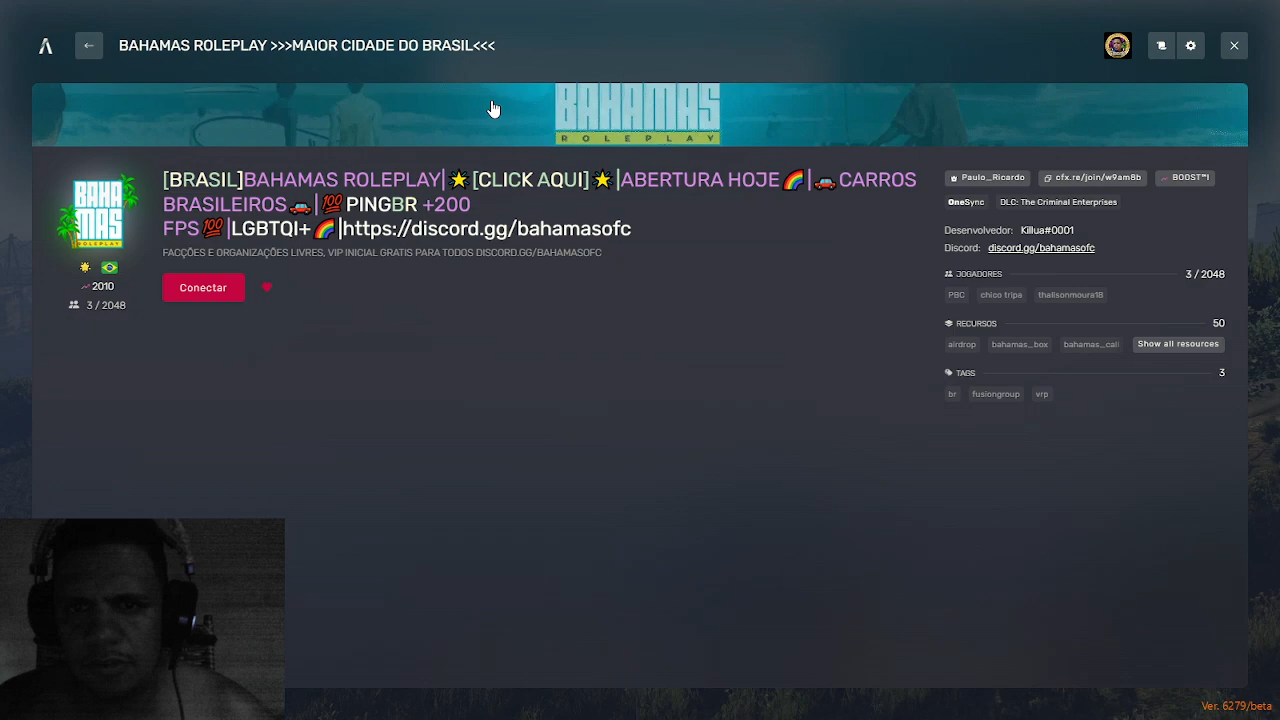 BAHAMAS ROLEPLAY >>>MAIOR CIDADE DO BRASIL<<<
BAHAMAS
ROLEPLAY
BAHA
MAS
ROLEPLAY
2010
3 / 2048
[BRASIL]BAHAMAS ROLEPLAY|🌟[CLICK AQUI]🌟|ABERTURA HOJE🌈|🚗CARROS
BRASILEIROS🚗|💯PINGBR +200
FPS💯|LGBTQI+🌈|https://discord.gg/bahamasofc
FACÇÕES E ORGANIZAÇÕES LIVRES, VIP INICIAL GRATIS PARA TODOS DISCORD.GG/BAHAMASOFC
Conectar
Paulo_Ricardo cfx.re/join/w9am8b BOOST™!
OneSync DLC: The Criminal Enterprises
Desenvolvedor: Killua#0001
Discord: discord.gg/bahamasofc
JOGADORES 3 / 2048
PBC chico tripa thalisonmoura18
RECURSOS 50
airdrop bahamas_box bahamas_call Show all resources
TAGS 3
br fusiongroup vrp
Ver. 6279/beta